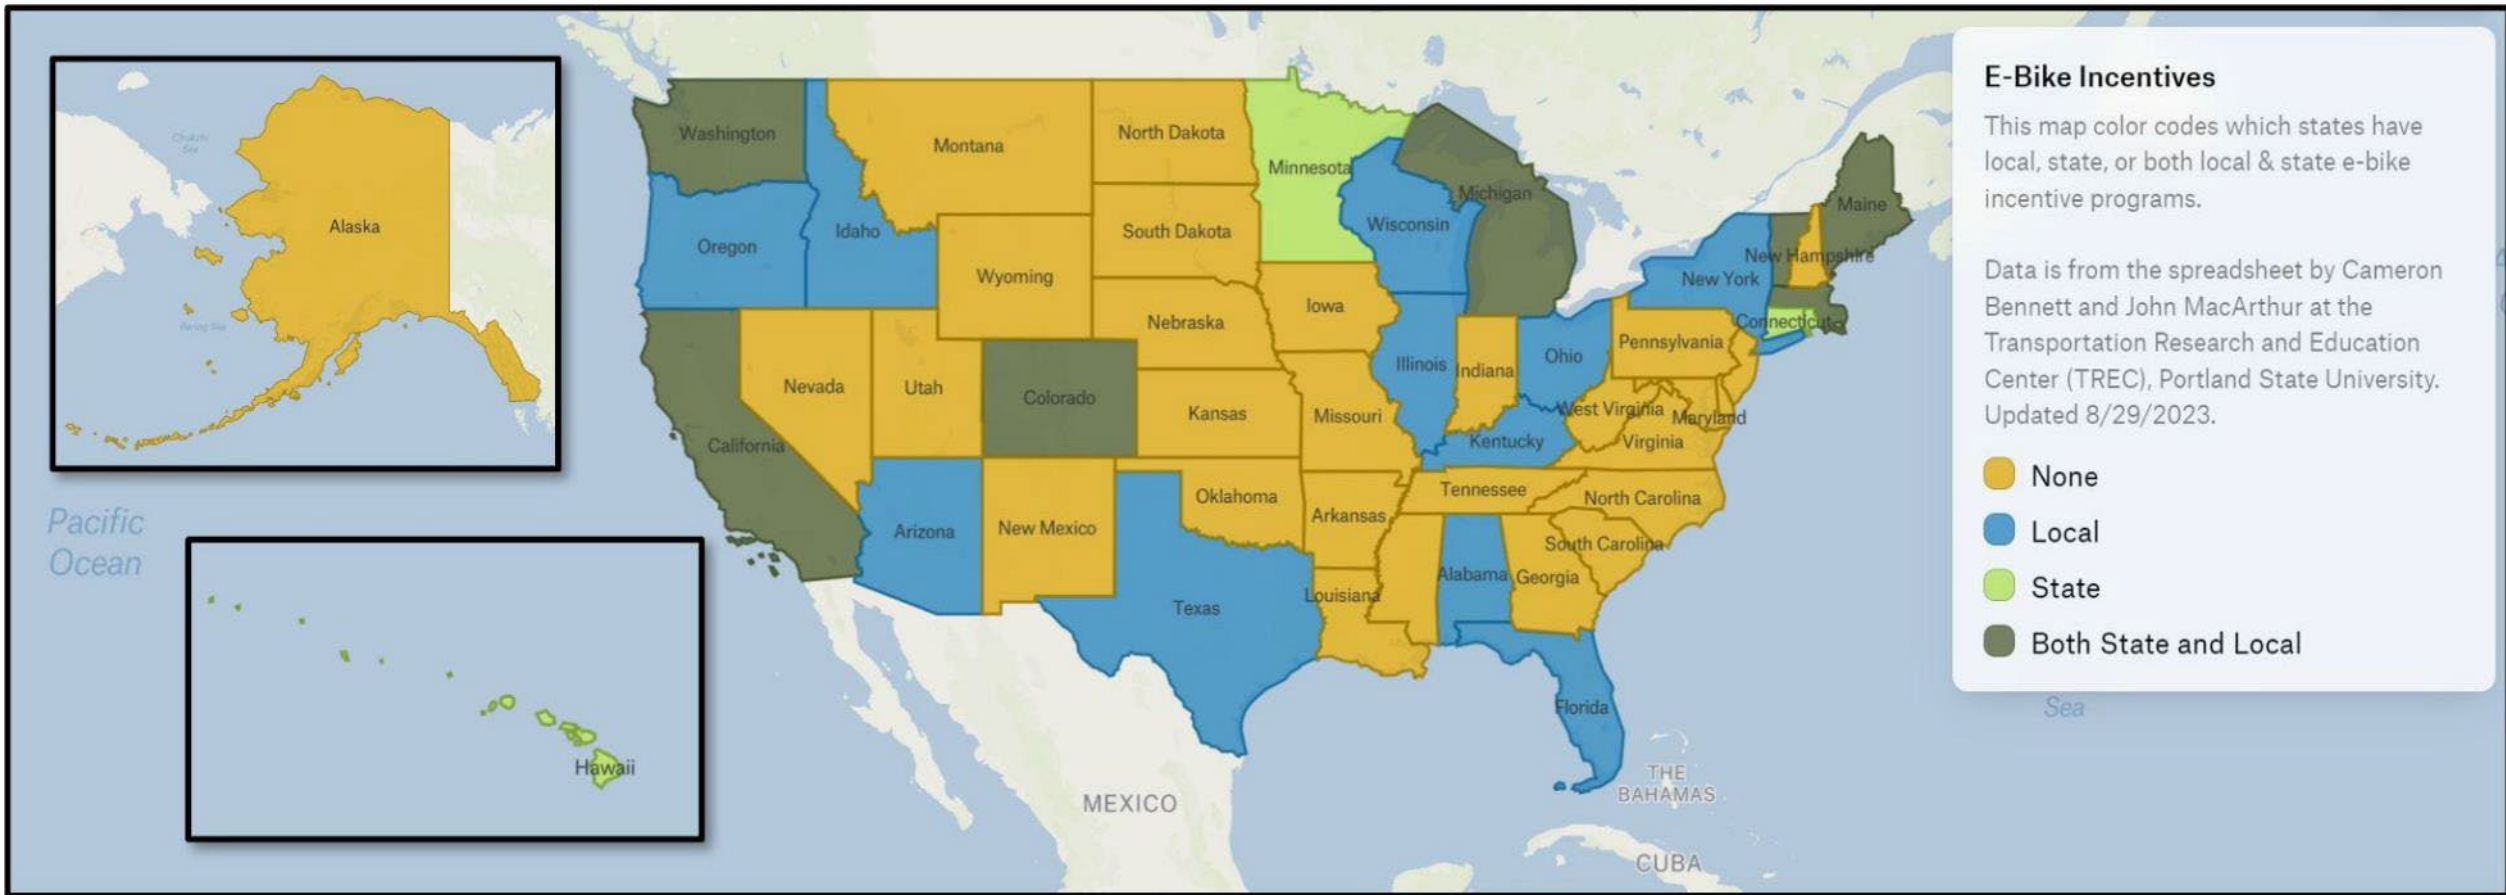 E-Bike Incentives
This map color codes which states have
local, state, or both local & state e-bike
incentive programs.
Data is from the spreadsheet by Cameron
Bennett and John MacArthur at the
Transportation Research and Education
Center (TREC), Portland State University.
Updated 8/29/2023.
None
Local
State
Both State and Local
Chukchi
Sea
Alaska
Bering Sea
Pacific
Ocean
Hawaii
Washington
Montana
North Dakota
Minnesota
Michigan
Maine
Oregon
Idaho
South Dakota
Wisconsin
New Hampshire
Wyoming
New York
Iowa
Nebraska
Connecticut
Pennsylvania
Ohio
Illinois
Indiana
Nevada
Utah
Colorado
Kansas
Missouri
West Virginia
Maryland
California
Kentucky
Virginia
Oklahoma
Tennessee
North Carolina
Arizona
New Mexico
Arkansas
South Carolina
Alabama
Georgia
Louisiana
Texas
Florida
Sea
THE
BAHAMAS
MEXICO
CUBA